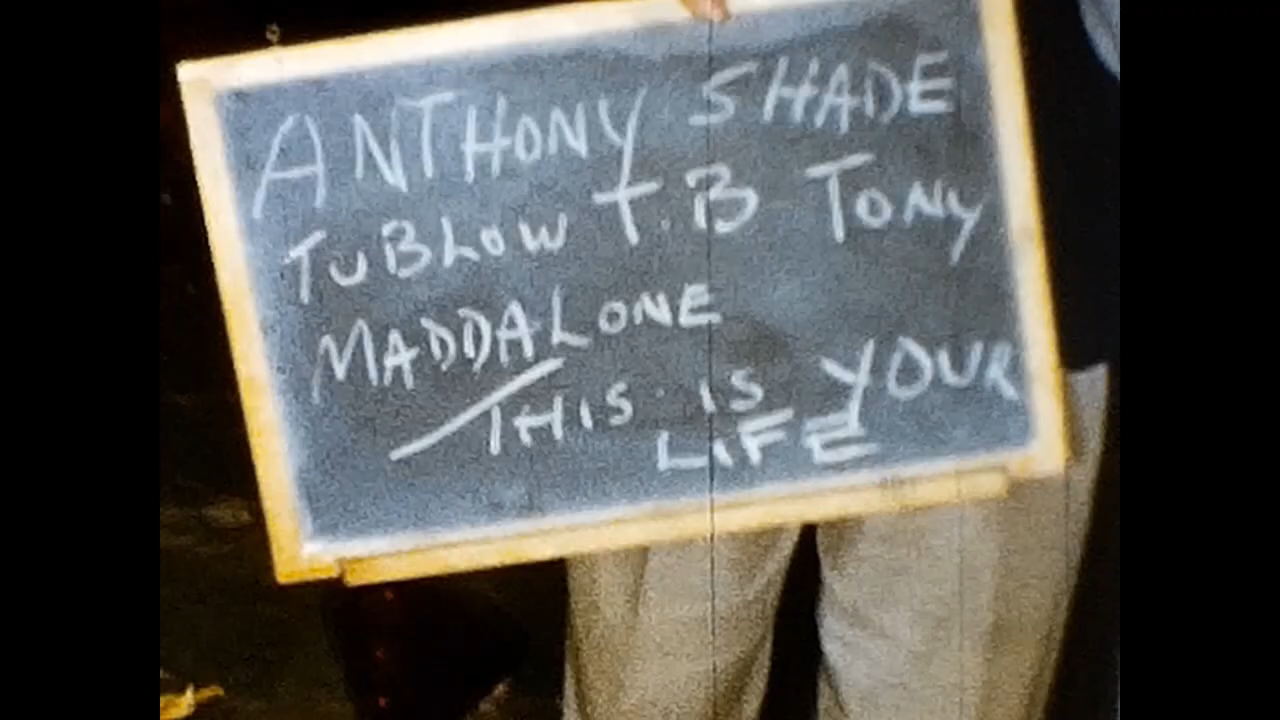 ANTHONY SHADE
TUBLOW T.B TONY
MADDALONE
THIS IS YOUR
LIFE